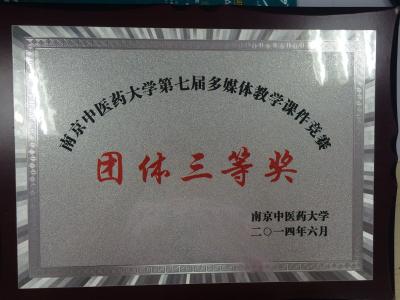 南京中医药大学第七届多媒体教学课件竞赛
团体三等奖
南京中医药大学
二〇一四年六月